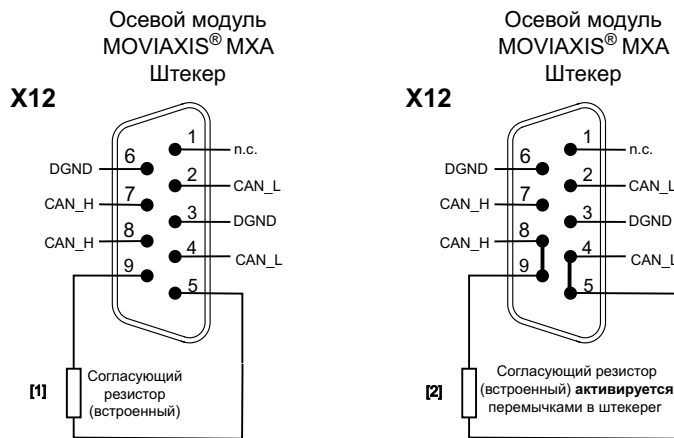 Осевой модуль
MOVIAXIS® MXA
Штекер
X12
1
n.c.
6
DGND
2
CAN_L
7
CAN_H
3
DGND
8
CAN_H
4
CAN_L
9
5
[1]
Согласующий
резистор
(встроенный)
Осевой модуль
MOVIAXIS® MXA
Штекер
X12
1
n.c.
6
DGND
2
CAN_L
7
CAN_H
3
DGND
8
CAN_H
4
CAN_L
9
5
[2]
Согласующий резистор
(встроенный) активируется
перемычками в штекереr